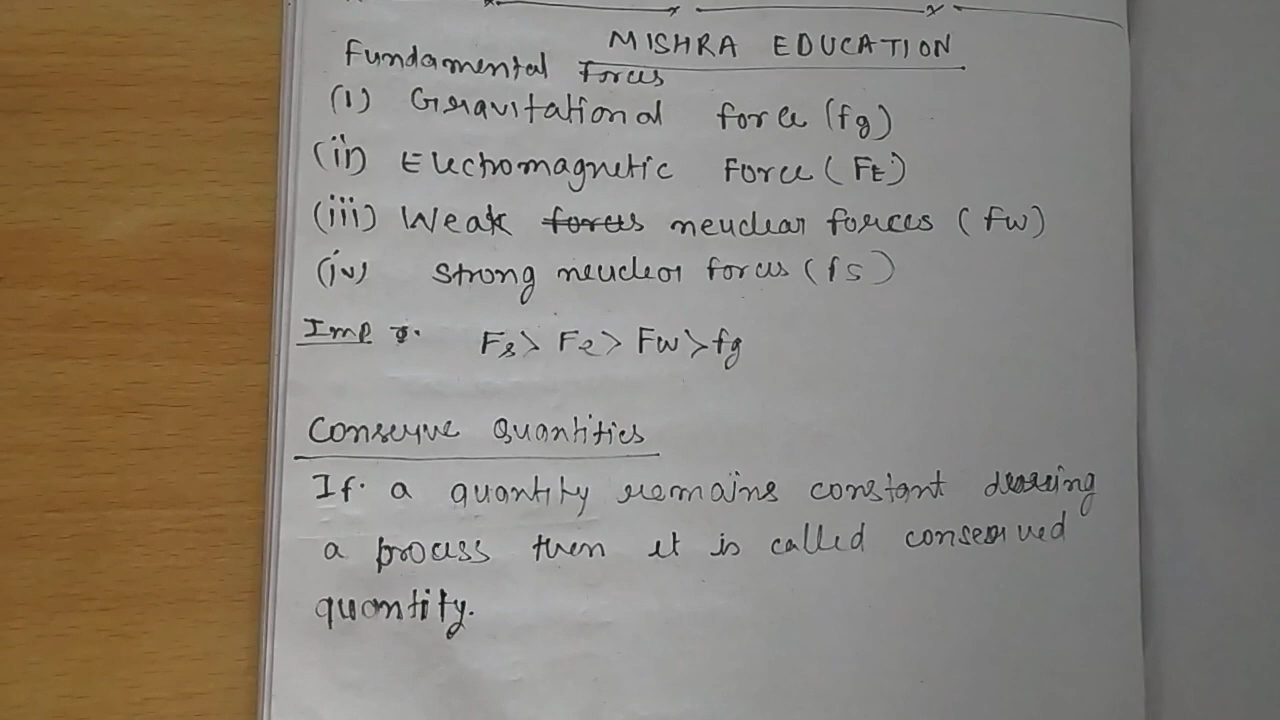 MISHRA EDUCATION
Fundamental Forces
(i) Gravitational force (fg)
(ii) Electromagnetic Force (FE)
(iii) Weak forces neuclear forces (fw)
(iv) Strong neuclear forces (fs)
Imp :- Fs > Fe > Fw > fg
Conserve Quantities
If a quantity remains constant during
a process then it is called conserved
quantity.